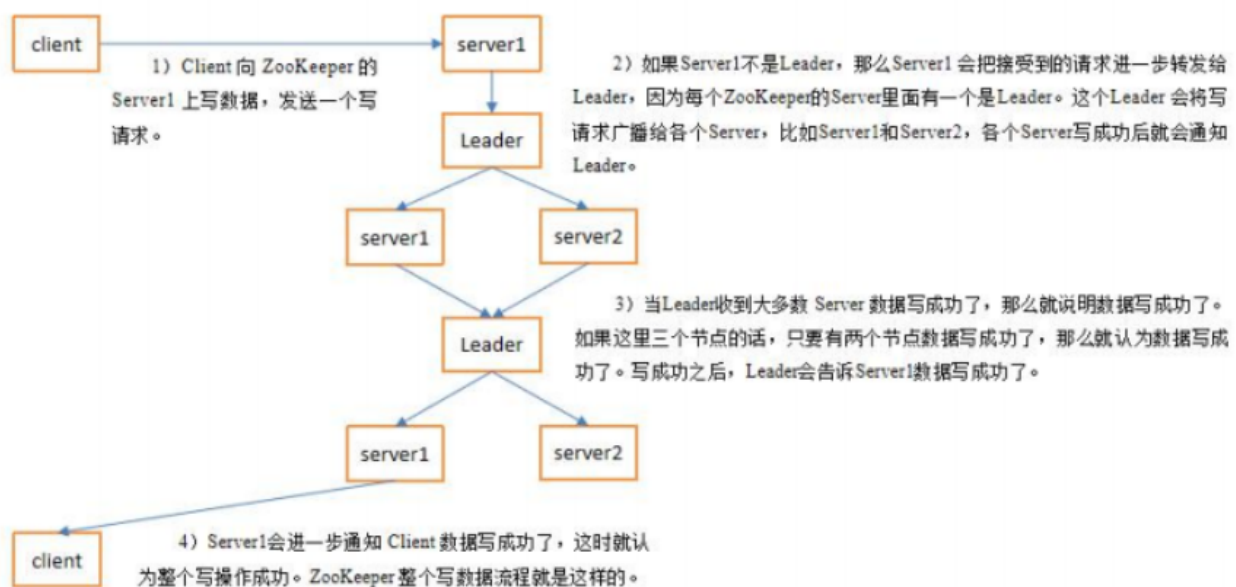 client
server1
1）Client 向 ZooKeeper 的
Server1 上写数据，发送一个写
请求。
2）如果Server1不是Leader，那么Server1 会把接受到的请求进一步转发给
Leader，因为每个ZooKeeper的Server里面有一个是Leader。这个Leader 会将写
请求广播给各个Server，比如Server1和Server2，各个Server写成功后就会通知
Leader。
Leader
server1
server2
3）当Leader收到大多数 Server 数据写成功了，那么就说明数据写成功了。
如果这里三个节点的话，只要有两个节点数据写成功了，那么就认为数据写成
功了。写成功之后，Leader会告诉Server1数据写成功了。
Leader
server1
server2
4）Server1会进一步通知 Client 数据写成功了，这时就认
为整个写操作成功。ZooKeeper 整个写数据流程就是这样的。
client